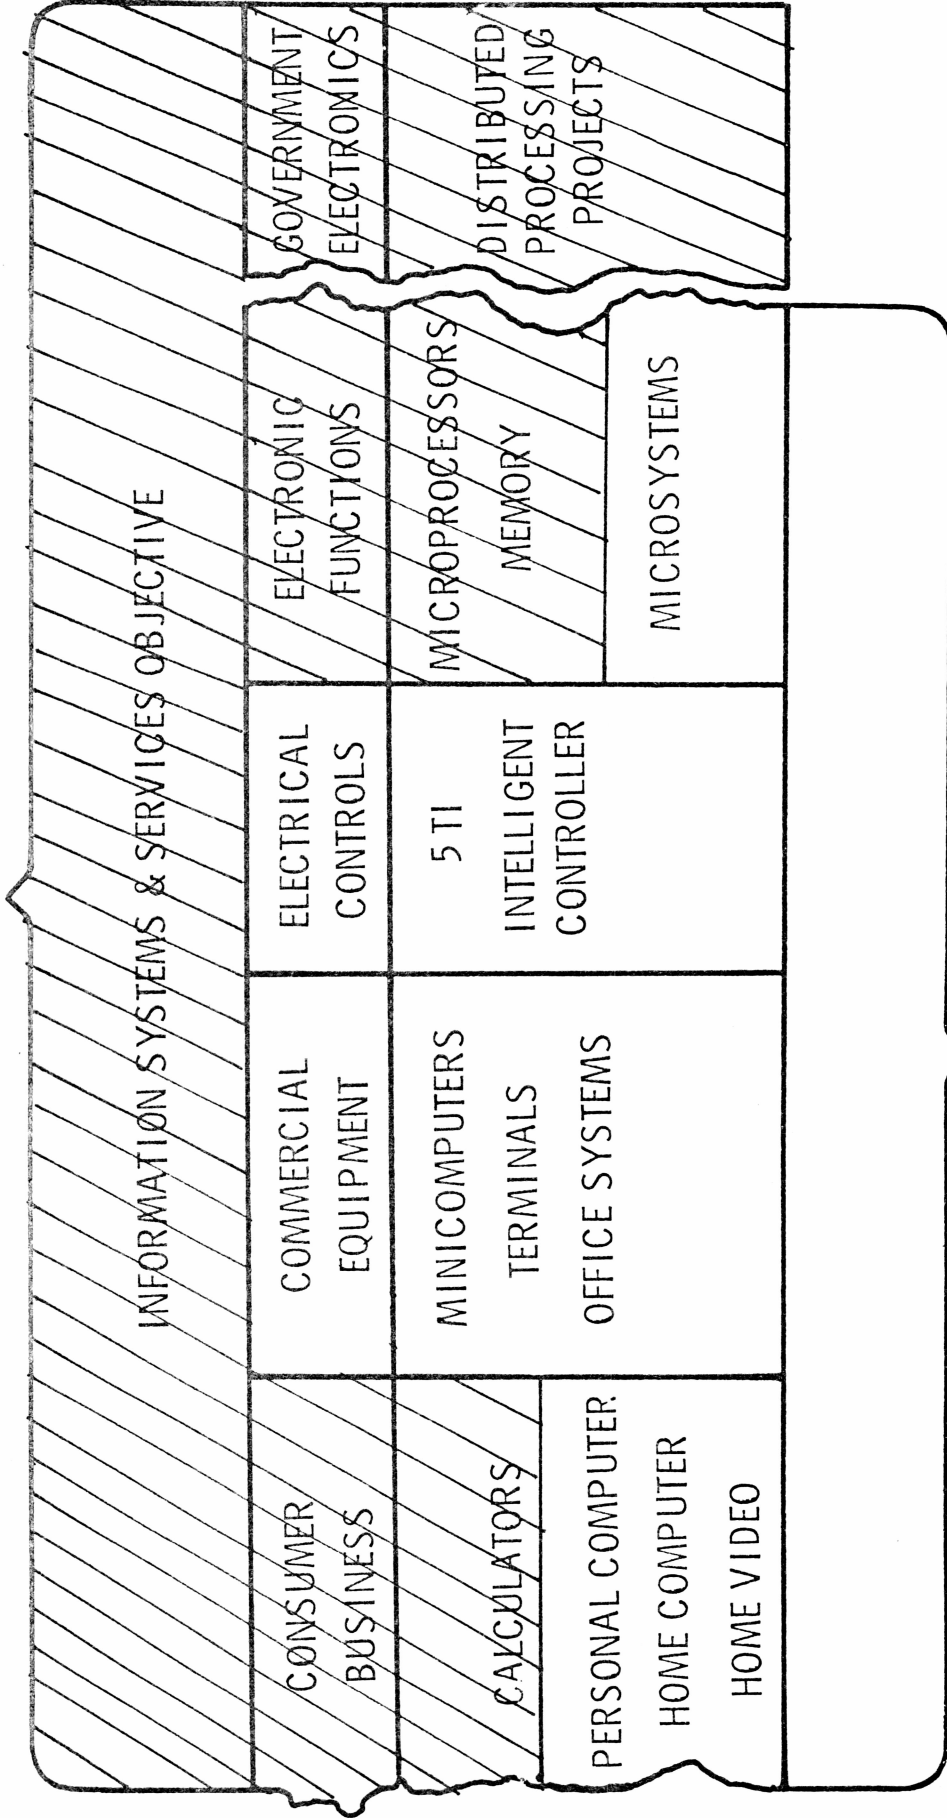 INFORMATION SYSTEMS & SERVICES OBJECTIVE
CONSUMER
BUSINESS
COMMERCIAL
EQUIPMENT
ELECTRICAL
CONTROLS
ELECTRONIC
FUNCTIONS
GOVERNMENT
ELECTRONICS
CALCULATORS
PERSONAL COMPUTER
HOME COMPUTER
HOME VIDEO
MINICOMPUTERS
TERMINALS
OFFICE SYSTEMS
5 TI
INTELLIGENT
CONTROLLER
MICROPROCESSORS
MEMORY
MICROSYSTEMS
DISTRIBUTED
PROCESSING
PROJECTS